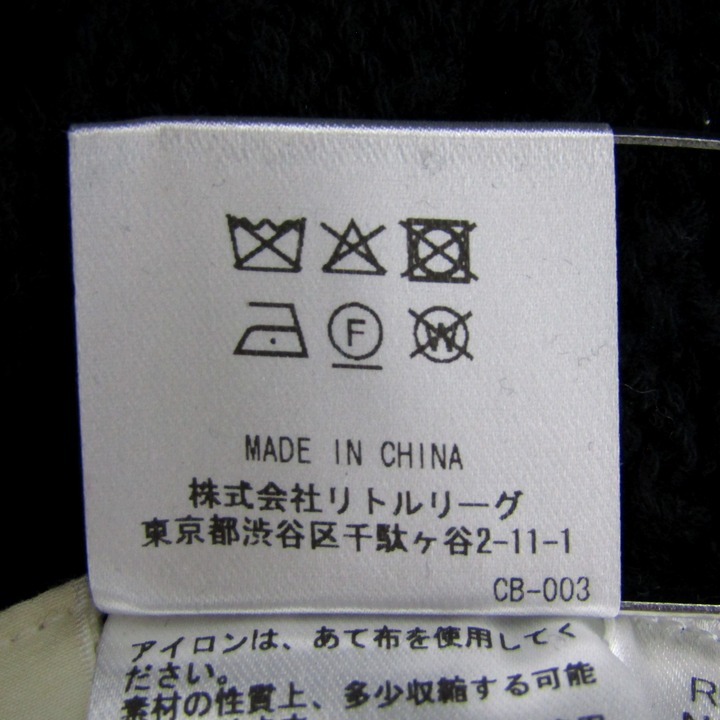 F
W
MADE IN CHINA
株式会社リトルリーグ
東京都渋谷区千駄ヶ谷2-11-1
CB-003
アイロンは、あて布を使用してく
ださい。
素材の性質上、多少収縮する可能